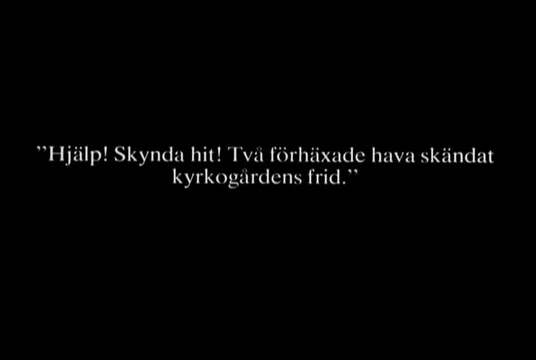 ”Hjälp! Skynda hit! Två förhäxade hava skändat
kyrkogårdens frid.”